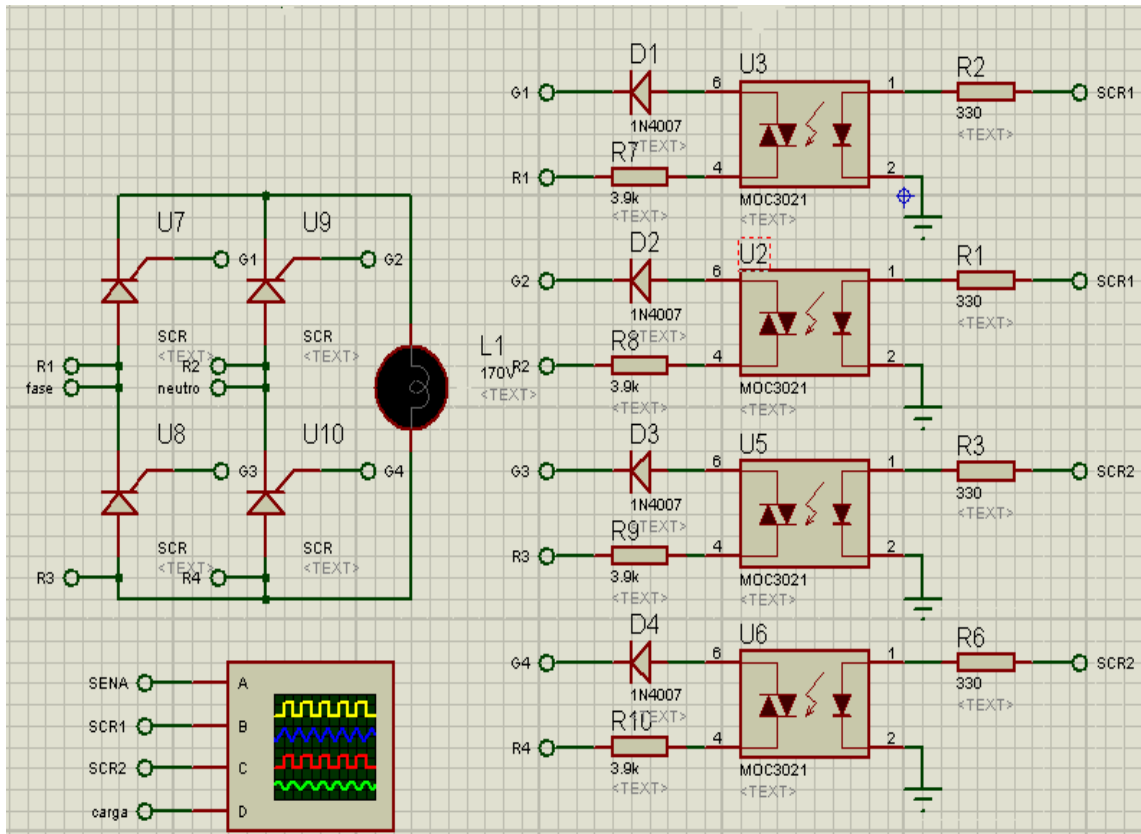 D1
U3
R2
G1
6
1
SCR1
1N4007
<TEXT>
330
<TEXT>
R7
R1
4
2
3.9k
<TEXT>
MOC3021
<TEXT>
D2
U2
R1
G2
6
1
SCR1
1N4007
<TEXT>
330
<TEXT>
R8
R2
4
2
3.9k
<TEXT>
MOC3021
<TEXT>
D3
U5
R3
G3
6
1
SCR2
1N4007
<TEXT>
330
<TEXT>
R9
R3
4
2
3.9k
<TEXT>
MOC3021
<TEXT>
D4
U6
R6
G4
6
1
SCR2
1N4007
<TEXT>
330
<TEXT>
R10
R4
4
2
3.9k
<TEXT>
MOC3021
<TEXT>
U7
U9
G1
G2
SCR
<TEXT>
SCR
<TEXT>
R1
R2
fase
neutro
L1
170V
<TEXT>
U8
U10
G3
G4
SCR
<TEXT>
SCR
<TEXT>
R3
R4
SENA
A
SCR1
B
SCR2
C
carga
D